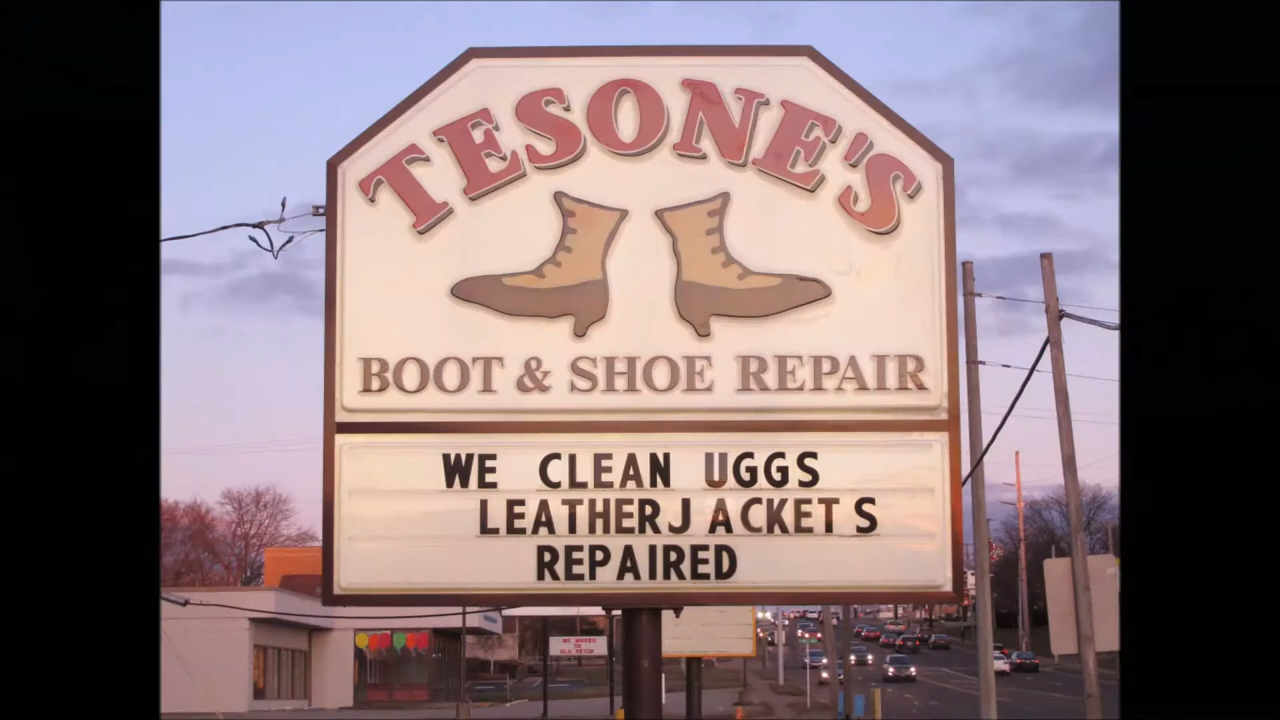 TESONE'S
BOOT & SHOE REPAIR
WE CLEAN UGGS
LEATHERJ ACKET S
REPAIRED